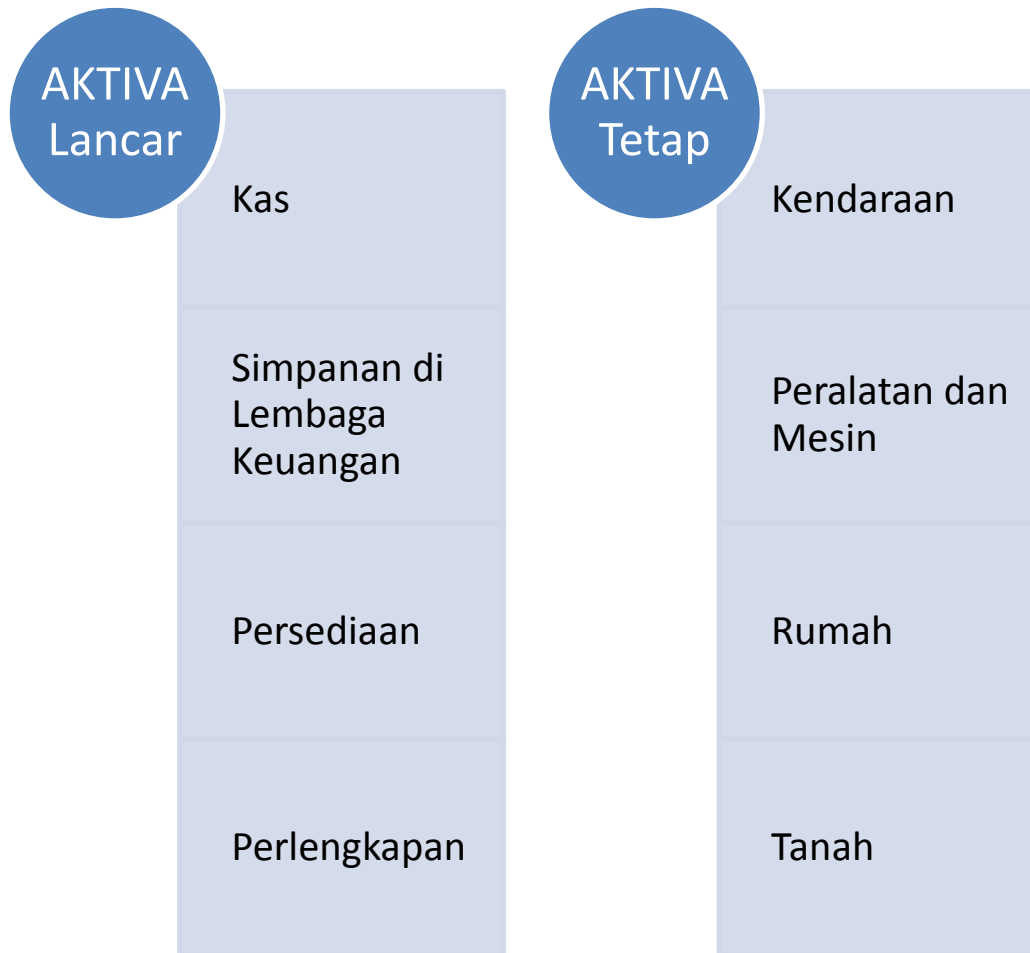 AKTIVA
Lancar
Kas
Simpanan di
Lembaga
Keuangan
Persediaan
Perlengkapan
AKTIVA
Tetap
Kendaraan
Peralatan dan
Mesin
Rumah
Tanah